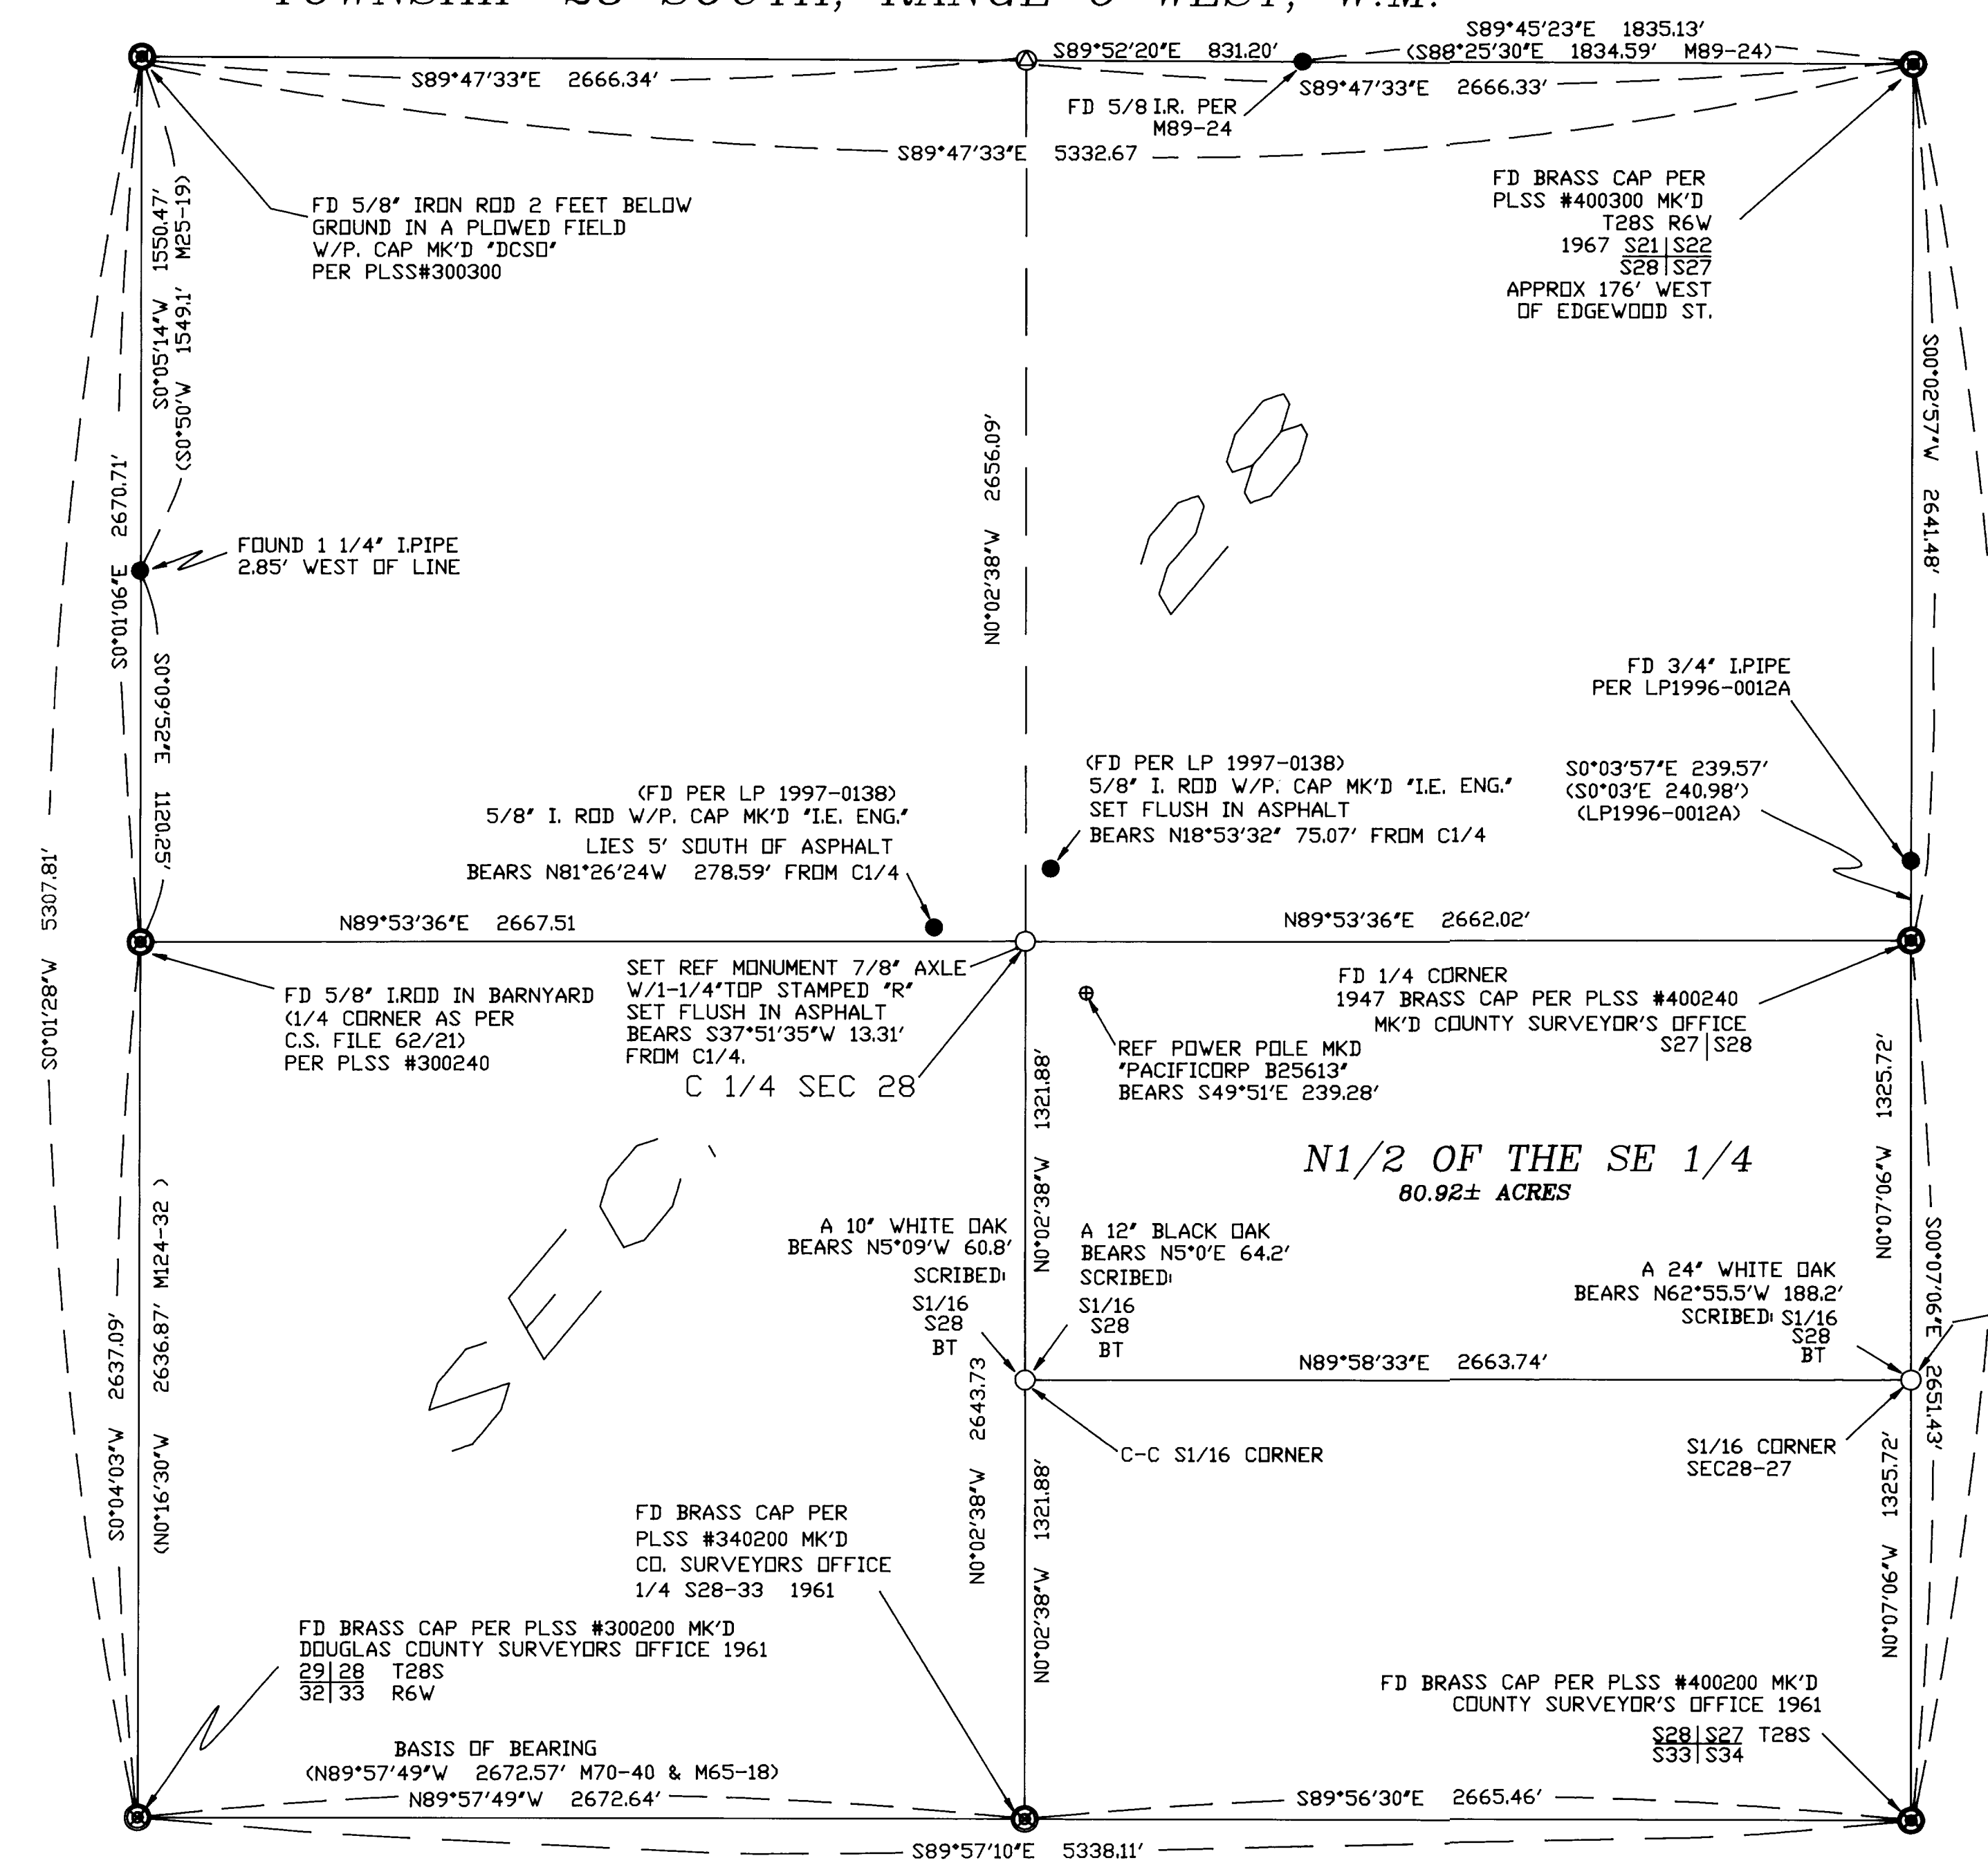 TOWNSHIP 28 SOUTH, RANGE 6 WEST, W.M.
S89°45'23"E 1835.13'
S89°52'20"E 831.20'
(S88°25'30"E 1834.59' M89-24)
S89°47'33"E 2666.34'
S89°47'33"E 2666.33'
FD 5/8 I.R. PER
M89-24
S89°47'33"E 5332.67
FD 5/8" IRON ROD 2 FEET BELOW
GROUND IN A PLOWED FIELD
W/P. CAP MK'D "DCSO"
PER PLSS#300300
FD BRASS CAP PER
PLSS #400300 MK'D
T28S R6W
1967 S21|S22
S28|S27
APPROX 176' WEST
OF EDGEWOOD ST.
S0°05'14"W 1550.47'
(S0°50'W 1549.1' M25-19)
S0°01'06"E 2670.71'
N0°02'38"W 2656.09'
S00°02'57"W 2641.48'
FOUND 1 1/4" I.PIPE
2.85' WEST OF LINE
S0°09'52"E 1120.25'
S0°01'28"W 5307.81'
SEC. 28
FD 3/4" I.PIPE
PER LP1996-0012A
S0°03'57"E 239.57'
(S0°03'E 240.98')
(LP1996-0012A)
(FD PER LP 1997-0138)
5/8" I. ROD W/P. CAP MK'D "I.E. ENG."
LIES 5' SOUTH OF ASPHALT
BEARS N81°26'24W 278.59' FROM C1/4
(FD PER LP 1997-0138)
5/8" I. ROD W/P. CAP MK'D "I.E. ENG."
SET FLUSH IN ASPHALT
BEARS N18°53'32" 75.07' FROM C1/4
N89°53'36"E 2667.51
N89°53'36"E 2662.02'
FD 5/8" I.ROD IN BARNYARD
(1/4 CORNER AS PER
C.S. FILE 62/21)
PER PLSS #300240
SET REF MONUMENT 7/8" AXLE
W/1-1/4"TOP STAMPED "R"
SET FLUSH IN ASPHALT
BEARS S37°51'35"W 13.31'
FROM C1/4.
C 1/4 SEC 28
FD 1/4 CORNER
1947 BRASS CAP PER PLSS #400240
MK'D COUNTY SURVEYOR'S OFFICE
S27|S28
REF POWER POLE MKD
"PACIFICORP B25613"
BEARS S49°51'E 239.28'
N0°02'38"W 1321.88'
N0°07'06"W 1325.72'
N1/2 OF THE SE 1/4
80.92± ACRES
A 10" WHITE OAK
BEARS N5°09'W 60.8'
SCRIBED:
S1/16
S28
BT
A 12" BLACK OAK
BEARS N5°0'E 64.2'
SCRIBED:
S1/16
S28
BT
A 24" WHITE OAK
BEARS N62°55.5'W 188.2'
SCRIBED: S1/16
S28
BT
S00°07'06"E 2651.43'
S0°04'03"W 2637.09'
(N0°16'30"W 2636.87' M124-32 )
N89°58'33"E 2663.74'
C-C S1/16 CORNER
S1/16 CORNER
SEC28-27
N0°02'38"W 2643.73
N0°02'38"W 1321.88'
N0°07'06"W 1325.72'
FD BRASS CAP PER
PLSS #340200 MK'D
CO. SURVEYORS OFFICE
1/4 S28-33 1961
FD BRASS CAP PER PLSS #300200 MK'D
DOUGLAS COUNTY SURVEYORS OFFICE 1961
29|28 T28S
32|33 R6W
FD BRASS CAP PER PLSS #400200 MK'D
COUNTY SURVEYOR'S OFFICE 1961
S28|S27 T28S
S33|S34
BASIS OF BEARING
(N89°57'49"W 2672.57' M70-40 & M65-18)
N89°57'49"W 2672.64'
S89°56'30"E 2665.46'
S89°57'10"E 5338.11'